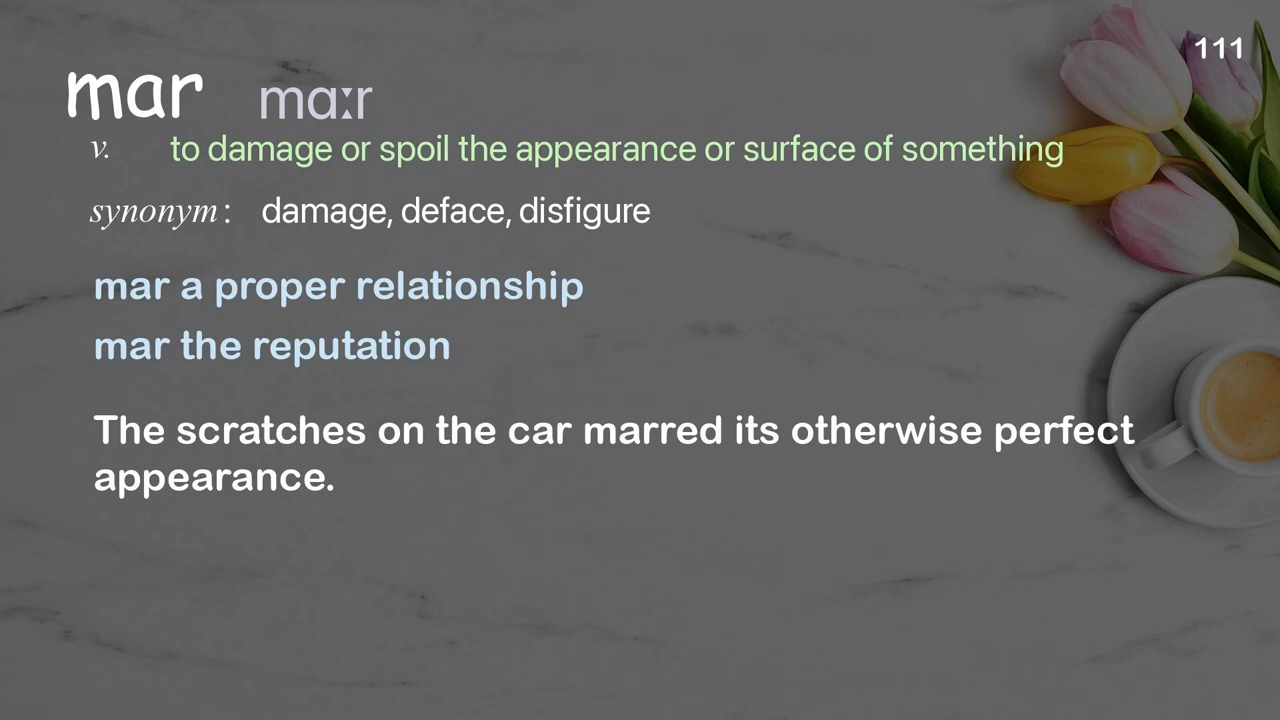 111
mar mɑːr
v. to damage or spoil the appearance or surface of something
synonym : damage, deface, disfigure
mar a proper relationship
mar the reputation
The scratches on the car marred its otherwise perfect
appearance.